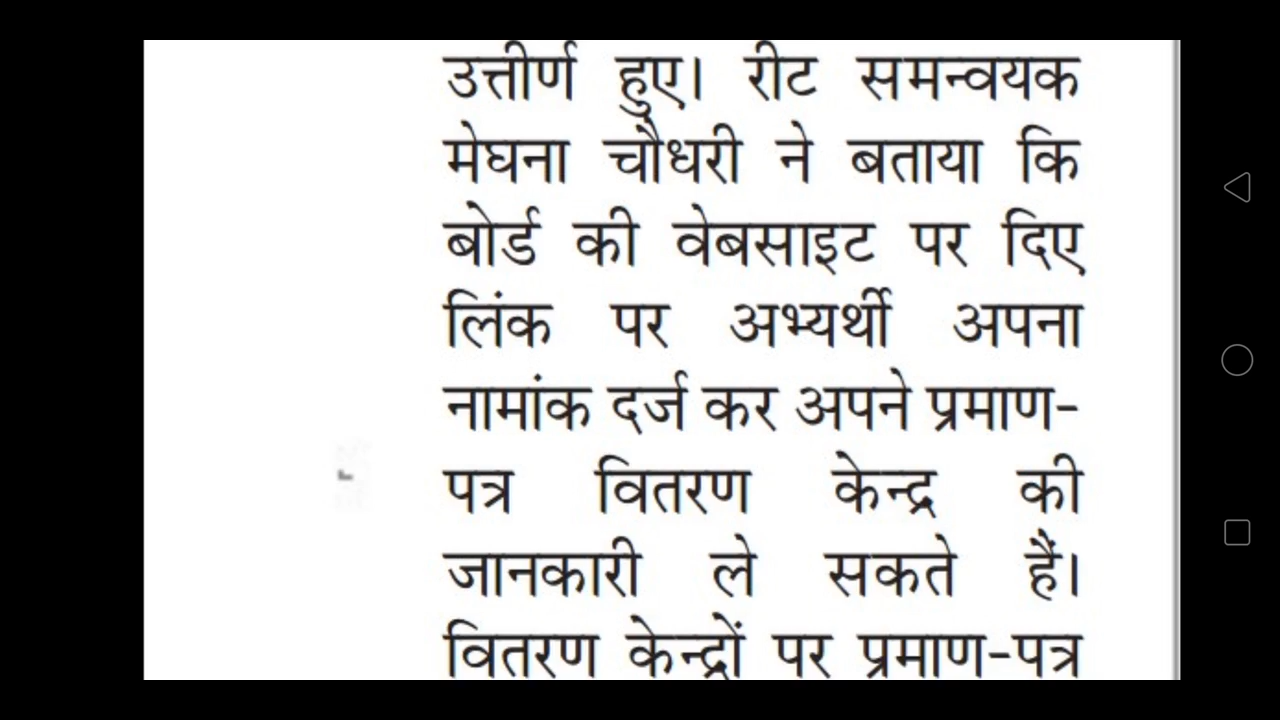 उत्तीर्ण हुए। रीट समन्वयक
मेघना चौधरी ने बताया कि
बोर्ड की वेबसाइट पर दिए
लिंक पर अभ्यर्थी अपना
नामांक दर्ज कर अपने प्रमाण-
पत्र वितरण केन्द्र की
जानकारी ले सकते हैं।
वितरण केन्द्रों पर प्रमाण-पत्र